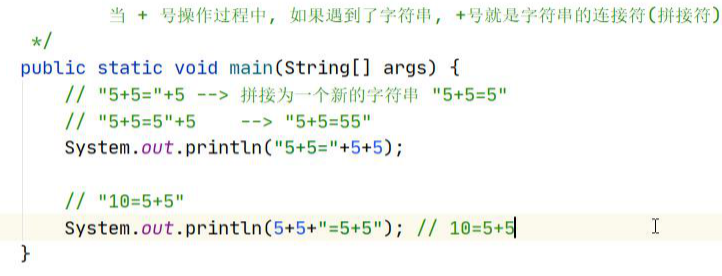 当 + 号操作过程中, 如果遇到了字符串, +号就是字符串的连接符(拼接符)
*/
public static void main(String[] args) {
// "5+5="+5 --> 拼接为一个新的字符串 "5+5=5"
// "5+5=5"+5 --> "5+5=55"
System.out.println("5+5="+5+5);
// "10=5+5"
System.out.println(5+5+"=5+5"); // 10=5+5
}